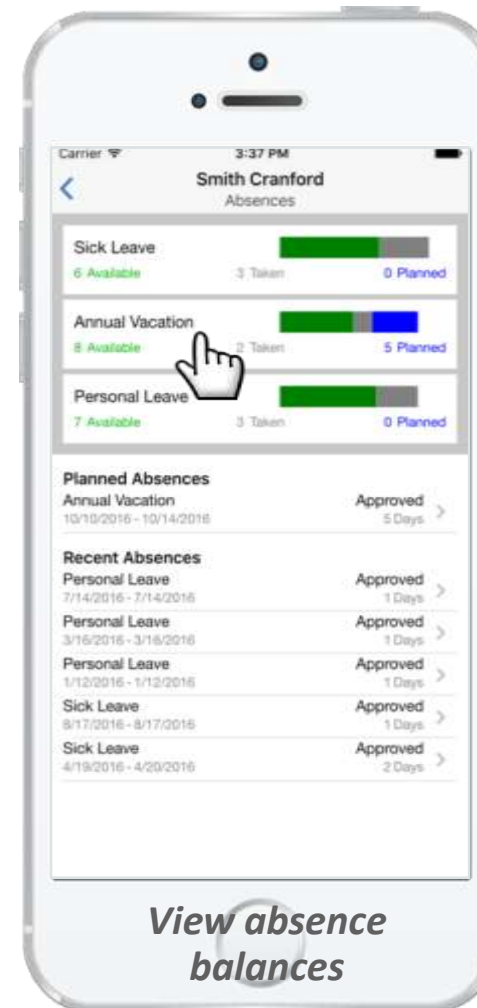 Carrier 3:37 PM
Smith Cranford
Absences
Sick Leave
6 Available 3 Taken 0 Planned
Annual Vacation
8 Available 2 Taken 5 Planned
Personal Leave
7 Available 3 Taken 0 Planned
Planned Absences
Annual Vacation Approved
10/10/2016 - 10/14/2016 5 Days
Recent Absences
Personal Leave Approved
7/14/2016 - 7/14/2016 1 Days
Personal Leave Approved
3/16/2016 - 3/16/2016 1 Days
Personal Leave Approved
1/12/2016 - 1/12/2016 1 Days
Sick Leave Approved
8/17/2016 - 8/17/2016 1 Days
Sick Leave Approved
4/19/2016 - 4/20/2016 2 Days
View absence
balances